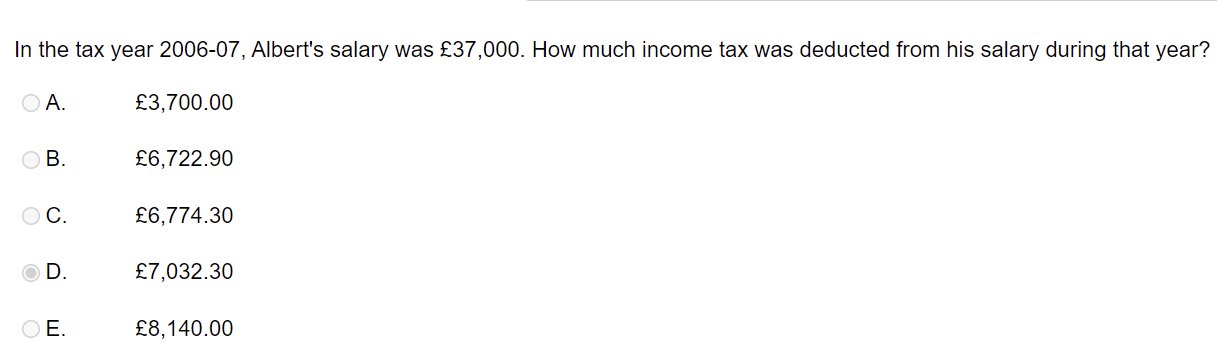 In the tax year 2006-07, Albert's salary was £37,000. How much income tax was deducted from his salary during that year?
A. £3,700.00
B. £6,722.90
C. £6,774.30
D. £7,032.30
E. £8,140.00